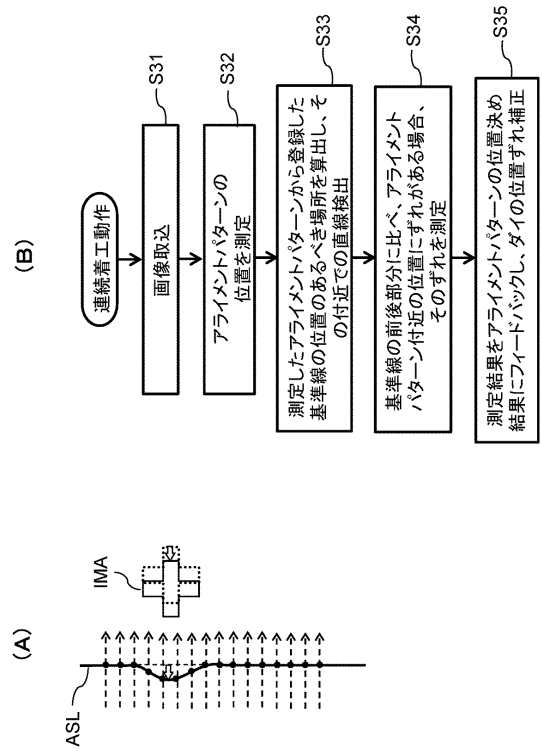 (A)
ASL
IMA
(B)
連続着工動作
画像取込
S31
アライメントパターンの
位置を測定
S32
測定したアライメントパターンから登録した
基準線の位置のあるべき場所を算出し、そ
の付近での直線検出
S33
基準線の前後部分に比べ、アライメント
パターン付近の位置にずれがある場合、
そのずれを測定
S34
測定結果をアライメントパターンの位置決め
結果にフィードバックし、ダイの位置ずれ補正
S35